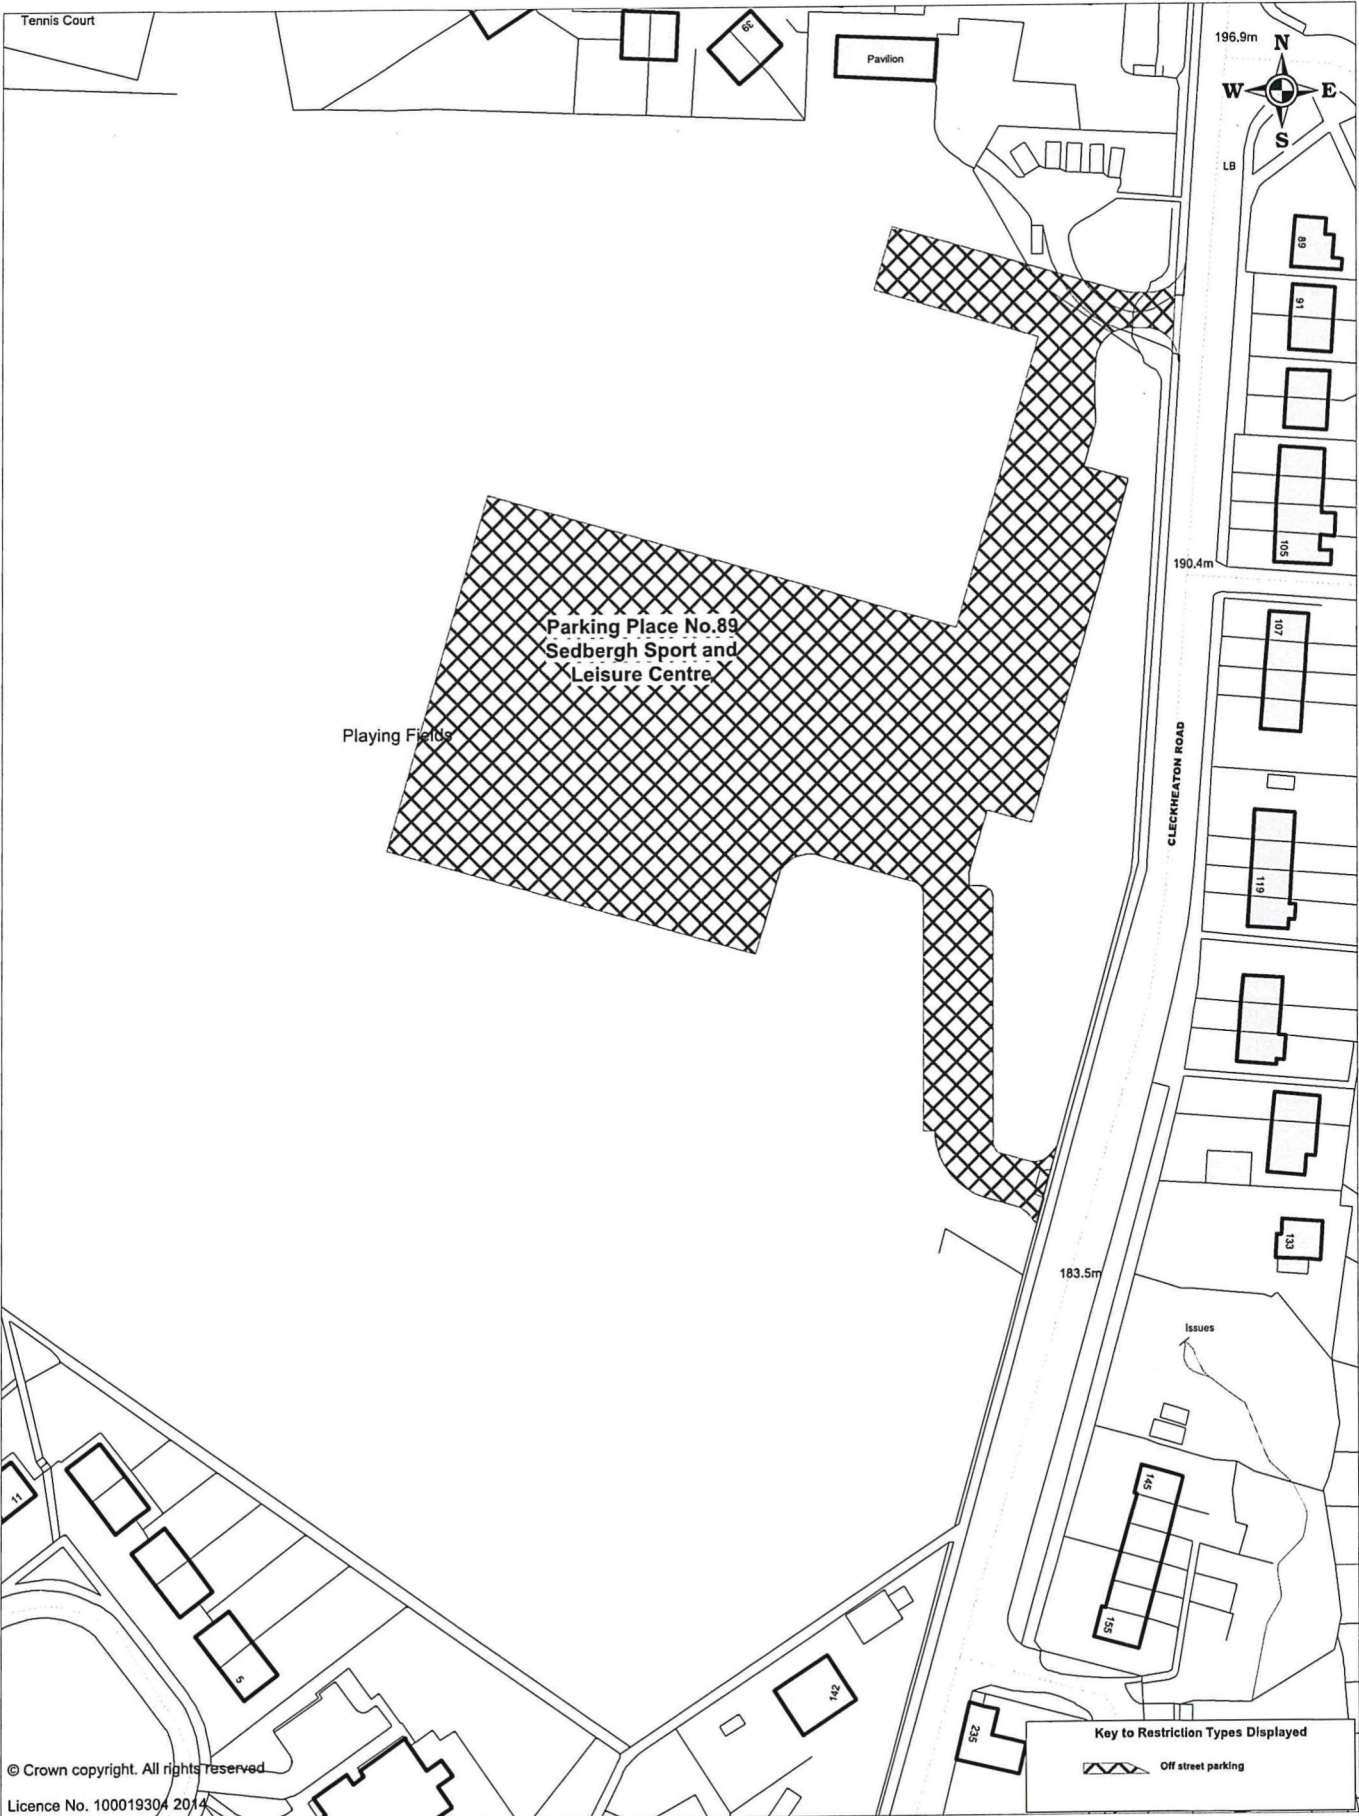 Tennis Court
39
Pavilion
196.9m
N
W
E
S
LB
89
91
105
190.4m
107
Parking Place No.89
Sedbergh Sport and
Leisure Centre
Playing Fields
CLECKHEATON ROAD
119
133
183.5m
Issues
145
11
155
5
142
235
Key to Restriction Types Displayed
Off street parking
© Crown copyright. All rights reserved
Licence No. 100019304 2014